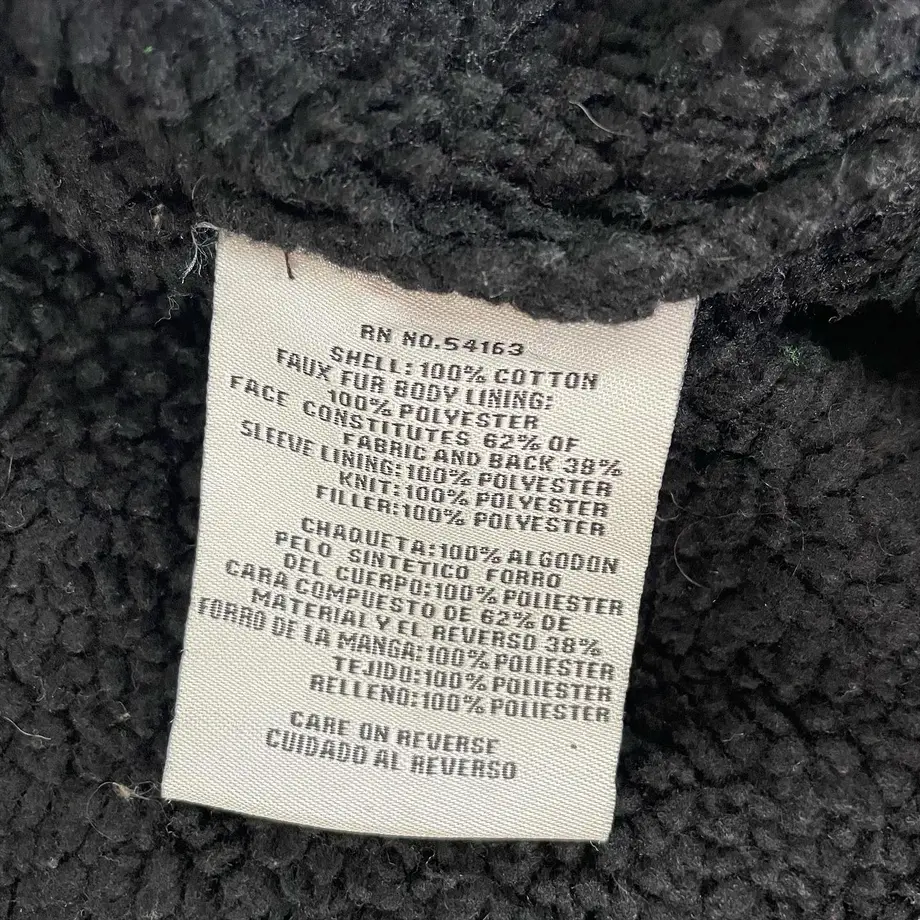 RN NO.54163
SHELL:100% COTTON
FAUX FUR BODY LINING:
100% POLYESTER
FACE CONSTITUTES 62% OF
FABRIC AND BACK 38%
SLEEVE LINING:100% POLYESTER
KNIT:100% POLYESTER
FILLER:100% POLYESTER
CHAQUETA:100% ALGODON
PELO SINTETICO FORRO
DEL CUERPO:100% POLIESTER
CARA COMPUESTO DE 62% DE
MATERIAL Y EL REVERSO 38%
FORRO DE LA MANGA:100% POLIESTER
TEJIDO:100% POLIESTER
RELLENO:100% POLIESTER
CARE ON REVERSE
CUIDADO AL REVERSO